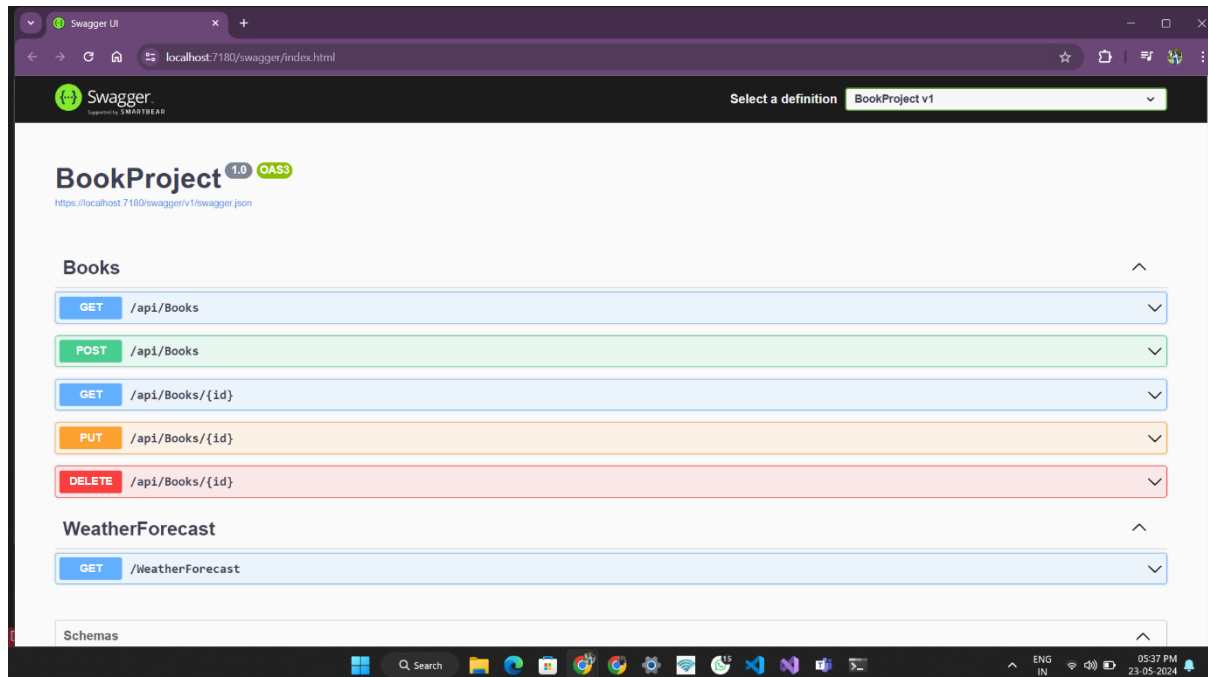 Swagger UI
localhost:7180/swagger/index.html
Swagger.
Supported by SMARTBEAR
Select a definition
BookProject v1
BookProject 1.0 OAS3
https://localhost:7180/swagger/v1/swagger.json
Books
GET /api/Books
POST /api/Books
GET /api/Books/{id}
PUT /api/Books/{id}
DELETE /api/Books/{id}
WeatherForecast
GET /WeatherForecast
Schemas
Search
15
ENG
IN
05:37 PM
23-05-2024